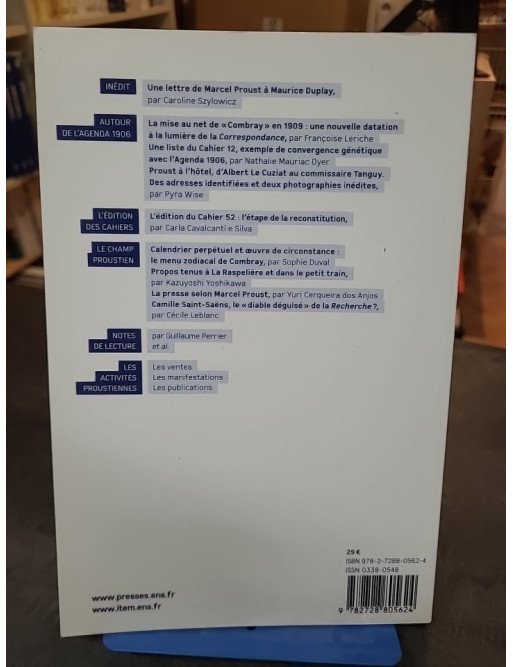 INÉDIT
Une lettre de Marcel Proust à Maurice Duplay,
par Caroline Szylowicz
AUTOUR
DE L'AGENDA 1906
La mise au net de «Combray» en 1909 : une nouvelle datation
à la lumière de la Correspondance, par Françoise Leriche
Une liste du Cahier 12, exemple de convergence génétique
avec l'Agenda 1906, par Nathalie Mauriac Dyer
Proust à l'hôtel, d'Albert Le Cuziat au commissaire Tanguy.
Des adresses identifiées et deux photographies inédites,
par Pyra Wise
L'ÉDITION
DES CAHIERS
L'édition du Cahier 52 : l'étape de la reconstitution,
par Carla Cavalcanti e Silva
LE CHAMP
PROUSTIEN
Calendrier perpétuel et œuvre de circonstance :
le menu zodiacal de Combray, par Sophie Duval
Propos tenus à La Raspelière et dans le petit train,
par Kazuyoshi Yoshikawa
La presse selon Marcel Proust, par Yuri Cerqueira dos Anjos
Camille Saint-Saëns, le «diable déguisé» de la Recherche ?,
par Cécile Leblanc
NOTES
DE LECTURE
par Guillaume Perrier
et al.
LES
ACTIVITÉS
PROUSTIENNES
Les ventes
Les manifestations
Les publications
29 €
ISBN 978-2-7288-0562-4
ISSN 0338-0548
www.presses.ens.fr
www.item.ens.fr
9 782728 805624